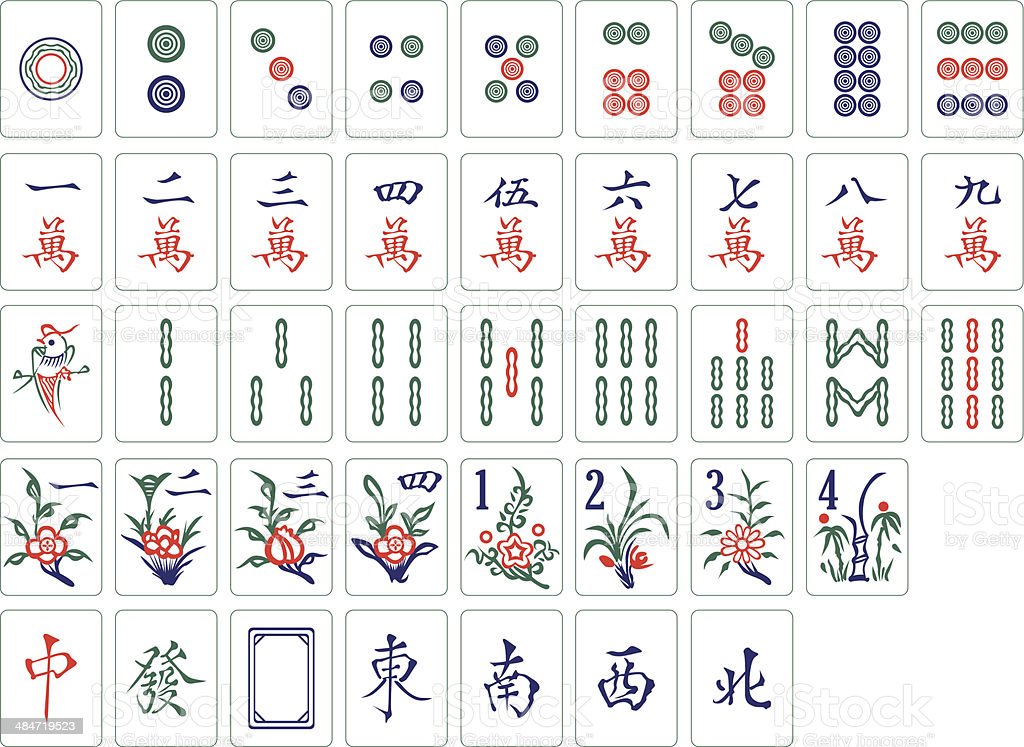 一 二 三 四 伍 六 七 八 九
萬 萬 萬 萬 萬 萬 萬 萬 萬
一 二 三 四 1 2 3 4
中 發 東 南 西 北
iStock
by Getty Images™
484719523